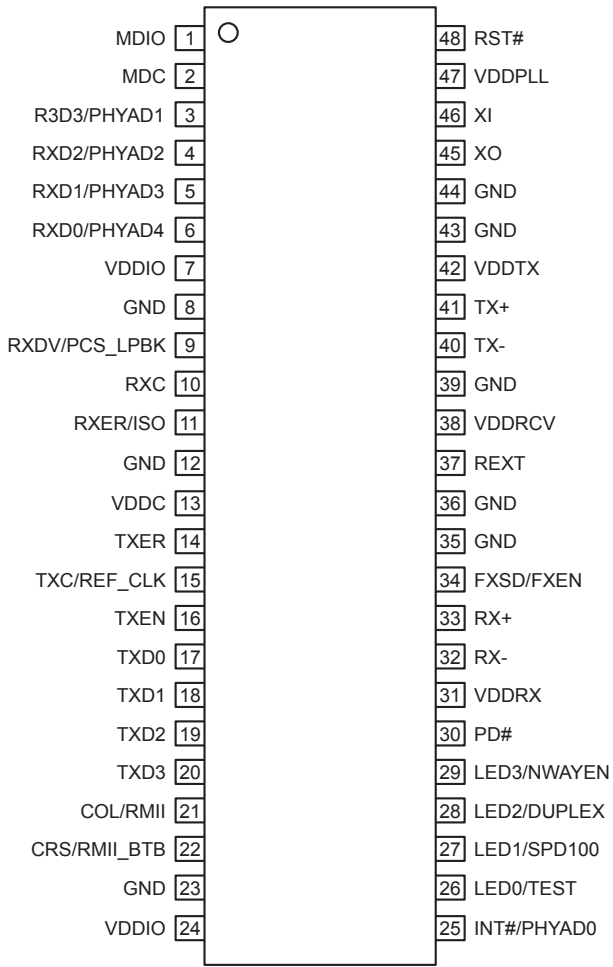 MDIO 1 48 RST#
MDC 2 47 VDDPLL
R3D3/PHYAD1 3 46 XI
RXD2/PHYAD2 4 45 XO
RXD1/PHYAD3 5 44 GND
RXD0/PHYAD4 6 43 GND
VDDIO 7 42 VDDTX
GND 8 41 TX+
RXDV/PCS_LPBK 9 40 TX-
RXC 10 39 GND
RXER/ISO 11 38 VDDRCV
GND 12 37 REXT
VDDC 13 36 GND
TXER 14 35 GND
TXC/REF_CLK 15 34 FXSD/FXEN
TXEN 16 33 RX+
TXD0 17 32 RX-
TXD1 18 31 VDDRX
TXD2 19 30 PD#
TXD3 20 29 LED3/NWAYEN
COL/RMII 21 28 LED2/DUPLEX
CRS/RMII_BTB 22 27 LED1/SPD100
GND 23 26 LED0/TEST
VDDIO 24 25 INT#/PHYAD0